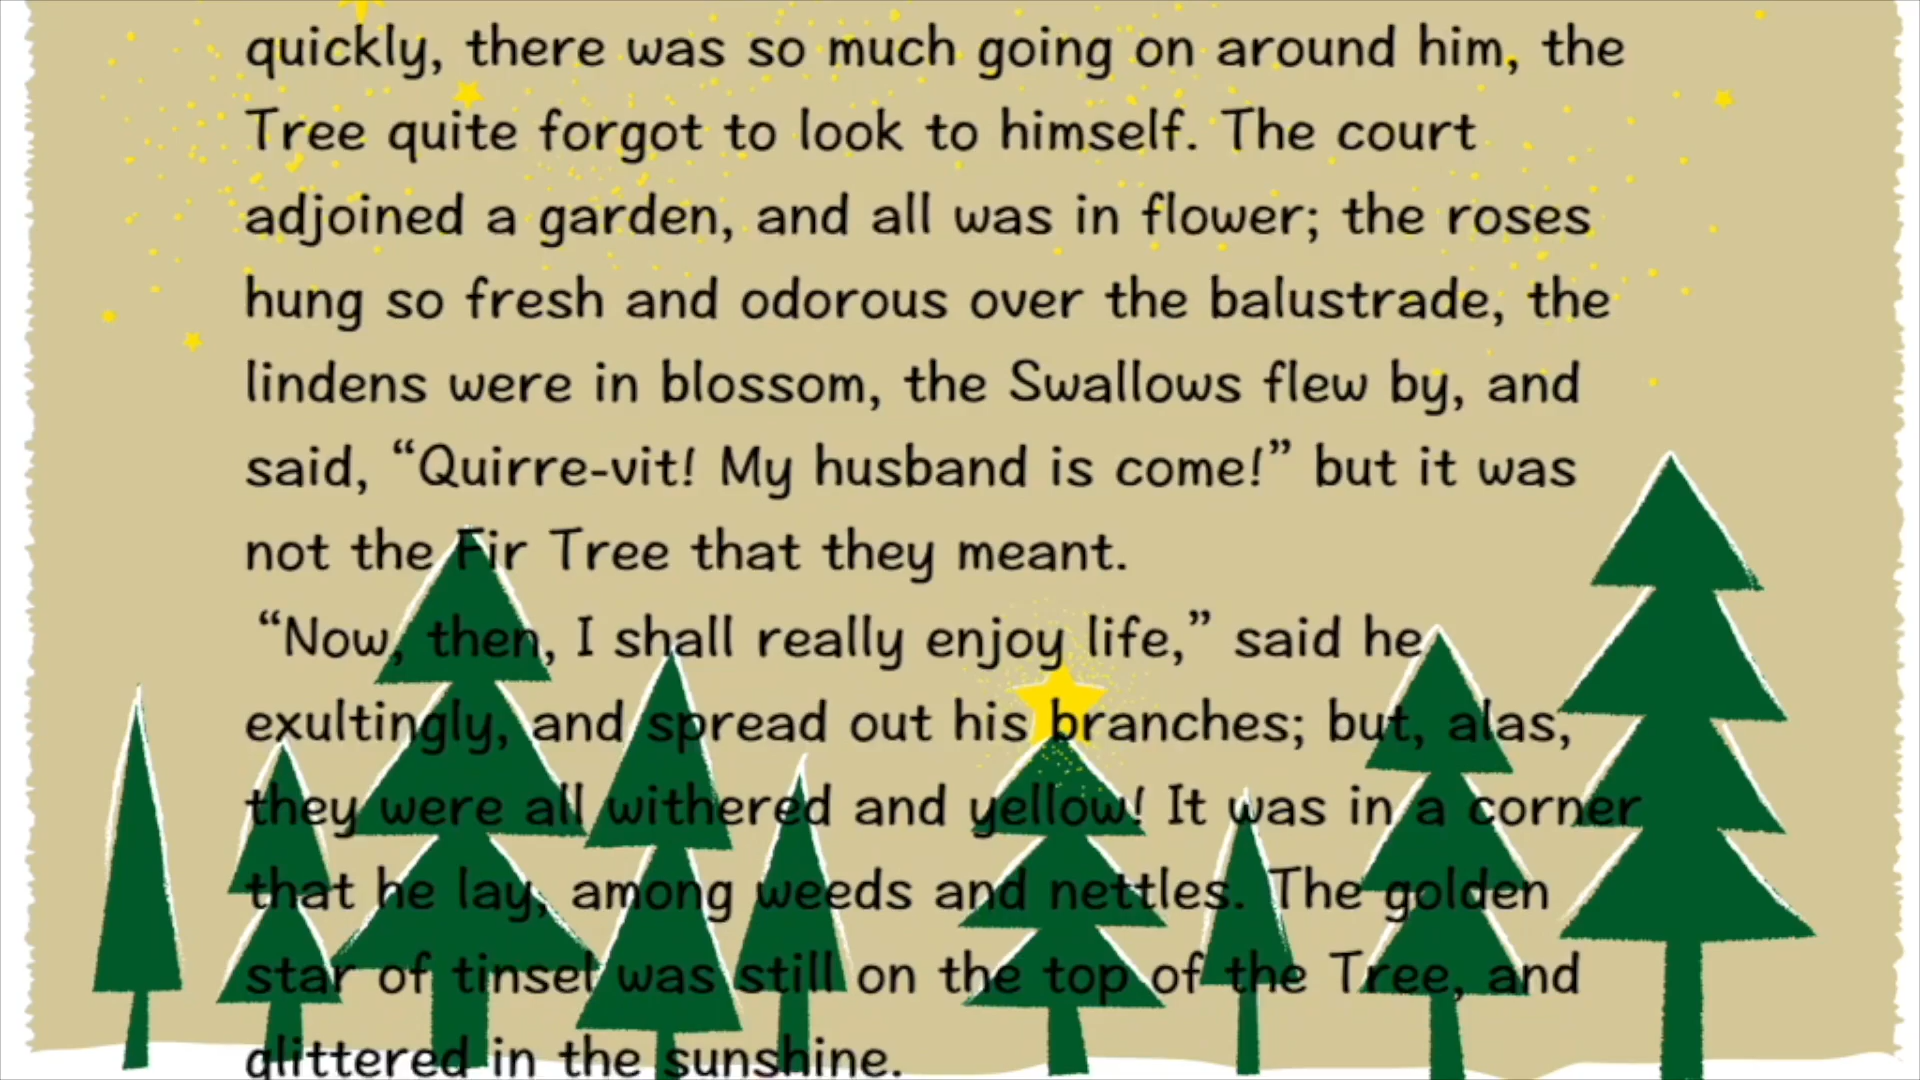 quickly, there was so much going on around him, the
Tree quite forgot to look to himself. The court
adjoined a garden, and all was in flower; the roses
hung so fresh and odorous over the balustrade, the
lindens were in blossom, the Swallows flew by, and
said, “Quirre-vit! My husband is come!” but it was
not the Fir Tree that they meant.
“Now, then, I shall really enjoy life,” said he
exultingly, and spread out his branches; but, alas,
they were all withered and yellow! It was in a corner
that he lay, among weeds and nettles. The golden
star of tinsel was still on the top of the Tree, and
glittered in the sunshine.